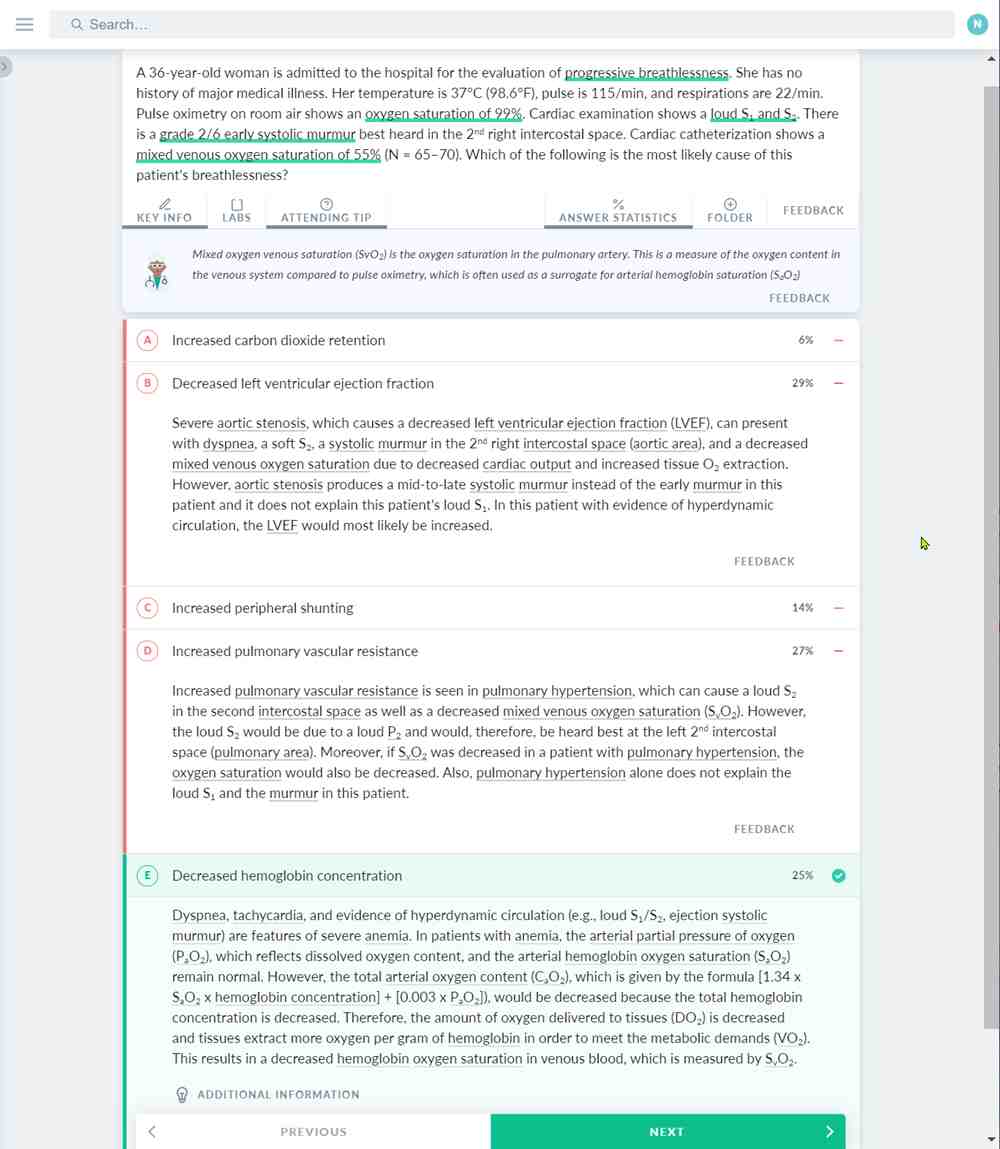 Search...
N
A 36-year-old woman is admitted to the hospital for the evaluation of progressive breathlessness. She has no
history of major medical illness. Her temperature is 37°C (98.6°F), pulse is 115/min, and respirations are 22/min.
Pulse oximetry on room air shows an oxygen saturation of 99%. Cardiac examination shows a loud S₁ and S₂. There
is a grade 2/6 early systolic murmur best heard in the 2ⁿᵈ right intercostal space. Cardiac catheterization shows a
mixed venous oxygen saturation of 55% (N = 65–70). Which of the following is the most likely cause of this
patient's breathlessness?
KEY INFO LABS ATTENDING TIP ANSWER STATISTICS FOLDER FEEDBACK
Mixed oxygen venous saturation (SvO₂) is the oxygen saturation in the pulmonary artery. This is a measure of the oxygen content in
the venous system compared to pulse oximetry, which is often used as a surrogate for arterial hemoglobin saturation (SₐO₂)
FEEDBACK
A Increased carbon dioxide retention 6%
B Decreased left ventricular ejection fraction 29%
Severe aortic stenosis, which causes a decreased left ventricular ejection fraction (LVEF), can present
with dyspnea, a soft S₂, a systolic murmur in the 2ⁿᵈ right intercostal space (aortic area), and a decreased
mixed venous oxygen saturation due to decreased cardiac output and increased tissue O₂ extraction.
However, aortic stenosis produces a mid-to-late systolic murmur instead of the early murmur in this
patient and it does not explain this patient's loud S₁. In this patient with evidence of hyperdynamic
circulation, the LVEF would most likely be increased.
FEEDBACK
C Increased peripheral shunting 14%
D Increased pulmonary vascular resistance 27%
Increased pulmonary vascular resistance is seen in pulmonary hypertension, which can cause a loud S₂
in the second intercostal space as well as a decreased mixed venous oxygen saturation (SᵥO₂). However,
the loud S₂ would be due to a loud P₂ and would, therefore, be heard best at the left 2ⁿᵈ intercostal
space (pulmonary area). Moreover, if SᵥO₂ was decreased in a patient with pulmonary hypertension, the
oxygen saturation would also be decreased. Also, pulmonary hypertension alone does not explain the
loud S₁ and the murmur in this patient.
FEEDBACK
E Decreased hemoglobin concentration 25%
Dyspnea, tachycardia, and evidence of hyperdynamic circulation (e.g., loud S₁/S₂, ejection systolic
murmur) are features of severe anemia. In patients with anemia, the arterial partial pressure of oxygen
(PₐO₂), which reflects dissolved oxygen content, and the arterial hemoglobin oxygen saturation (SₐO₂)
remain normal. However, the total arterial oxygen content (CₐO₂), which is given by the formula [1.34 x
SₐO₂ x hemoglobin concentration] + [0.003 x PₐO₂]), would be decreased because the total hemoglobin
concentration is decreased. Therefore, the amount of oxygen delivered to tissues (DO₂) is decreased
and tissues extract more oxygen per gram of hemoglobin in order to meet the metabolic demands (VO₂).
This results in a decreased hemoglobin oxygen saturation in venous blood, which is measured by SᵥO₂.
ADDITIONAL INFORMATION
PREVIOUS NEXT